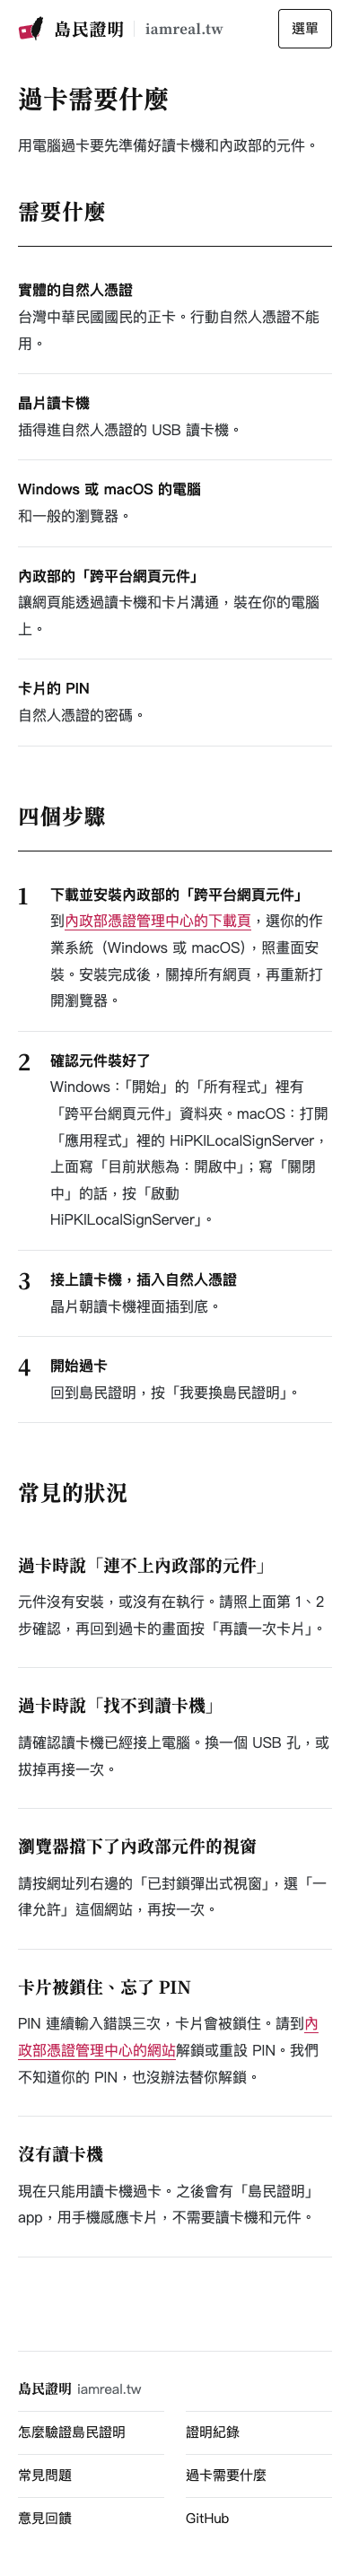 島民證明 iamreal.tw 選單
過卡需要什麼
用電腦過卡要先準備好讀卡機和內政部的元件。
需要什麼
實體的自然人憑證
台灣中華民國國民的正卡。行動自然人憑證不能
用。
晶片讀卡機
插得進自然人憑證的 USB 讀卡機。
Windows 或 macOS 的電腦
和一般的瀏覽器。
內政部的「跨平台網頁元件」
讓網頁能透過讀卡機和卡片溝通，裝在你的電腦
上。
卡片的 PIN
自然人憑證的密碼。
四個步驟
1 下載並安裝內政部的「跨平台網頁元件」
到內政部憑證管理中心的下載頁，選你的作
業系統（Windows 或 macOS），照畫面安
裝。安裝完成後，關掉所有網頁，再重新打
開瀏覽器。
2 確認元件裝好了
Windows：「開始」的「所有程式」裡有
「跨平台網頁元件」資料夾。macOS：打開
「應用程式」裡的 HiPKILocalSignServer，
上面寫「目前狀態為：開啟中」；寫「關閉
中」的話，按「啟動
HiPKILocalSignServer」。
3 接上讀卡機，插入自然人憑證
晶片朝讀卡機裡面插到底。
4 開始過卡
回到島民證明，按「我要換島民證明」。
常見的狀況
過卡時說「連不上內政部的元件」
元件沒有安裝，或沒有在執行。請照上面第 1、2
步確認，再回到過卡的畫面按「再讀一次卡片」。
過卡時說「找不到讀卡機」
請確認讀卡機已經接上電腦。換一個 USB 孔，或
拔掉再接一次。
瀏覽器擋下了內政部元件的視窗
請按網址列右邊的「已封鎖彈出式視窗」，選「一
律允許」這個網站，再按一次。
卡片被鎖住、忘了 PIN
PIN 連續輸入錯誤三次，卡片會被鎖住。請到內
政部憑證管理中心的網站解鎖或重設 PIN。我們
不知道你的 PIN，也沒辦法替你解鎖。
沒有讀卡機
現在只能用讀卡機過卡。之後會有「島民證明」
app，用手機感應卡片，不需要讀卡機和元件。
島民證明 iamreal.tw
怎麼驗證島民證明 證明紀錄
常見問題 過卡需要什麼
意見回饋 GitHub